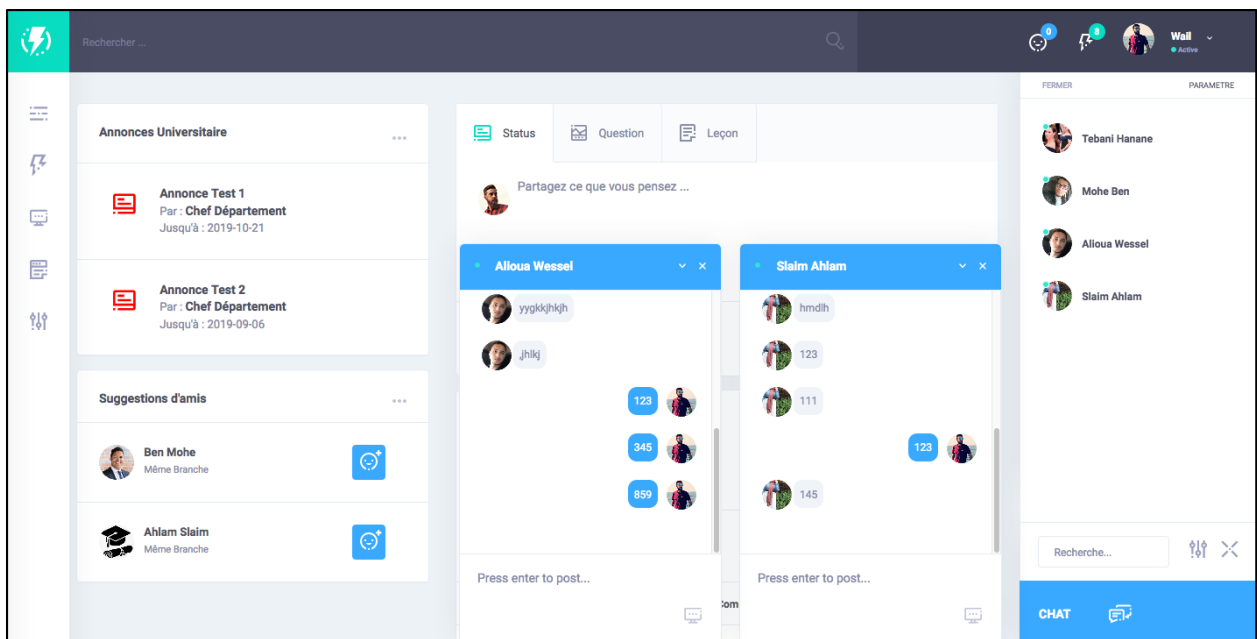 Rechercher ...
0
8
Wail
Active
FERMER
PARAMETRE
Annonces Universitaire
Annonce Test 1
Par : Chef Département
Jusqu'à : 2019-10-21
Annonce Test 2
Par : Chef Département
Jusqu'à : 2019-09-06
Suggestions d'amis
Ben Mohe
Même Branche
Ahlam Slaim
Même Branche
Status
Question
Leçon
Partagez ce que vous pensez ...
Alioua Wessel
yygkkjhkjh
,jhlkj
123
345
859
Press enter to post...
Slaim Ahlam
hmdlh
123
111
123
145
Press enter to post...
Com
Tebani Hanane
Mohe Ben
Alioua Wessel
Slaim Ahlam
Recherche...
CHAT